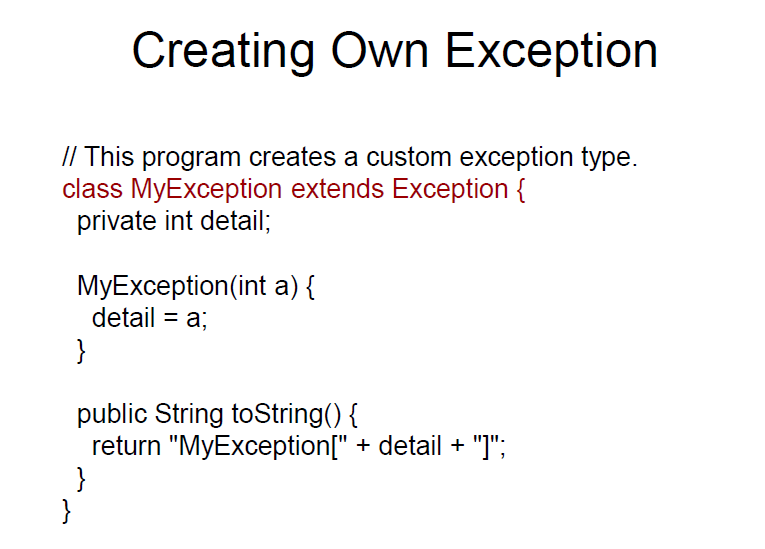 Creating Own Exception
// This program creates a custom exception type.
class MyException extends Exception {
private int detail;
MyException(int a) {
detail = a;
}
public String toString() {
return "MyException[" + detail + "]";
}
}